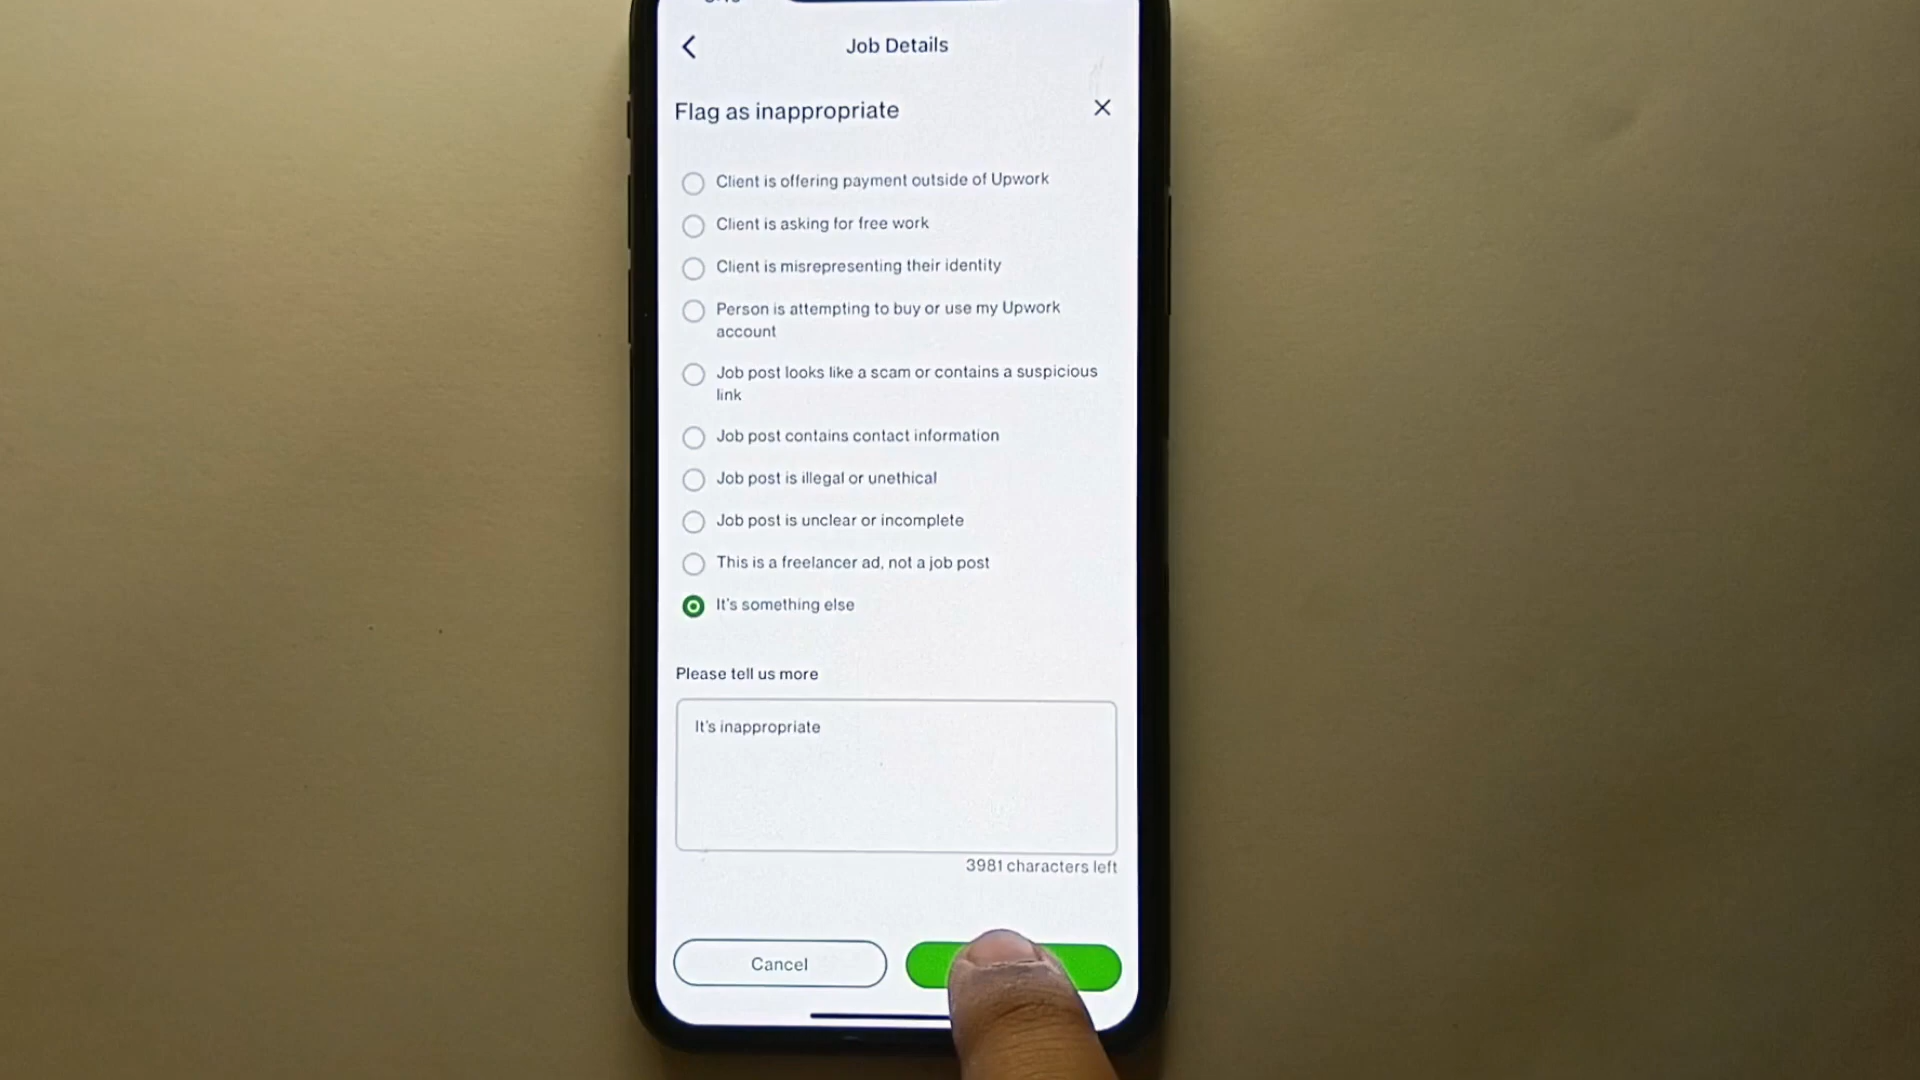 Job Details
Flag as inappropriate
Client is offering payment outside of Upwork
Client is asking for free work
Client is misrepresenting their identity
Person is attempting to buy or use my Upwork
account
Job post looks like a scam or contains a suspicious
link
Job post contains contact information
Job post is illegal or unethical
Job post is unclear or incomplete
This is a freelancer ad, not a job post
It's something else
Please tell us more
It's inappropriate
3981 characters left
Cancel